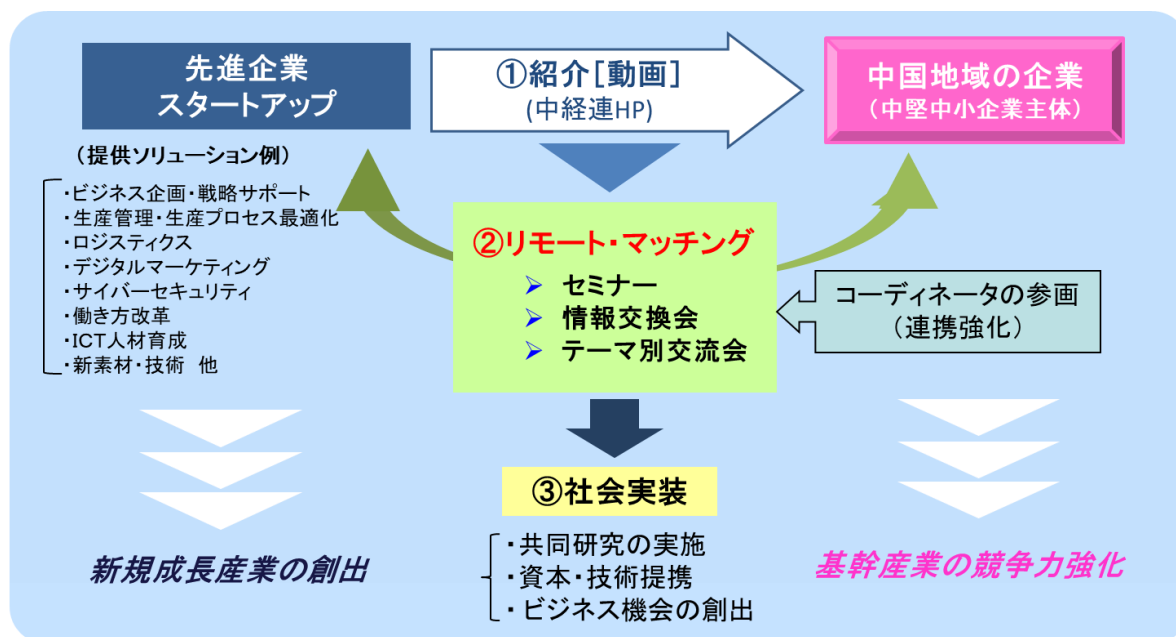 先進企業
スタートアップ
①紹介[動画]
(中経連HP)
中国地域の企業
(中堅中小企業主体)
(提供ソリューション例)
・ビジネス企画・戦略サポート
・生産管理・生産プロセス最適化
・ロジスティクス
・デジタルマーケティング
・サイバーセキュリティ
・働き方改革
・ICT人材育成
・新素材・技術 他
②リモート・マッチング
➢ セミナー
➢ 情報交換会
➢ テーマ別交流会
コーディネータの参画
(連携強化)
③社会実装
・共同研究の実施
・資本・技術提携
・ビジネス機会の創出
新規成長産業の創出
基幹産業の競争力強化